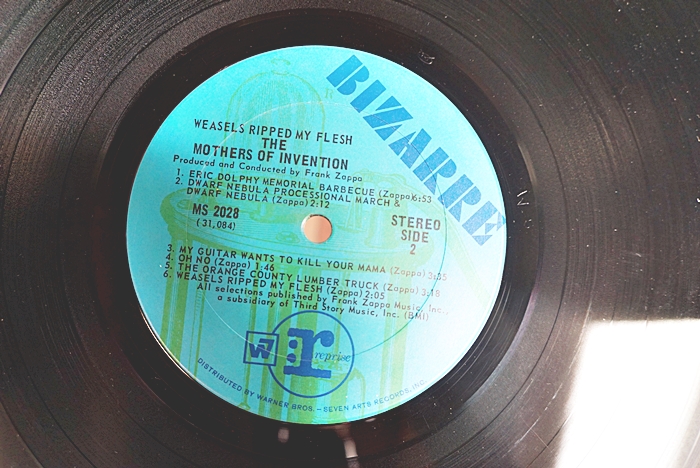 BIZARRE
WEASELS RIPPED MY FLESH
THE
MOTHERS OF INVENTION
Produced and Conducted by Frank Zappa
1. ERIC DOLPHY MEMORIAL BARBECUE (Zappa) 6:53
2. DWARF NEBULA PROCESSIONAL MARCH &
DWARF NEBULA (Zappa) 2:12
MS 2028
(31,084)
STEREO
SIDE
2
3. MY GUITAR WANTS TO KILL YOUR MAMA (Zappa)
4. OH NO (Zappa) 1:46
5. THE ORANGE COUNTY LUMBER TRUCK (Zappa) 3:18
6. WEASELS RIPPED MY FLESH (Zappa) 2:05
All selections published by Frank Zappa Music, Inc.,
a subsidiary of Third Story Music, Inc. (BMI)
W7
r: reprise
DISTRIBUTED BY WARNER BROS. – SEVEN ARTS RECORDS, INC.